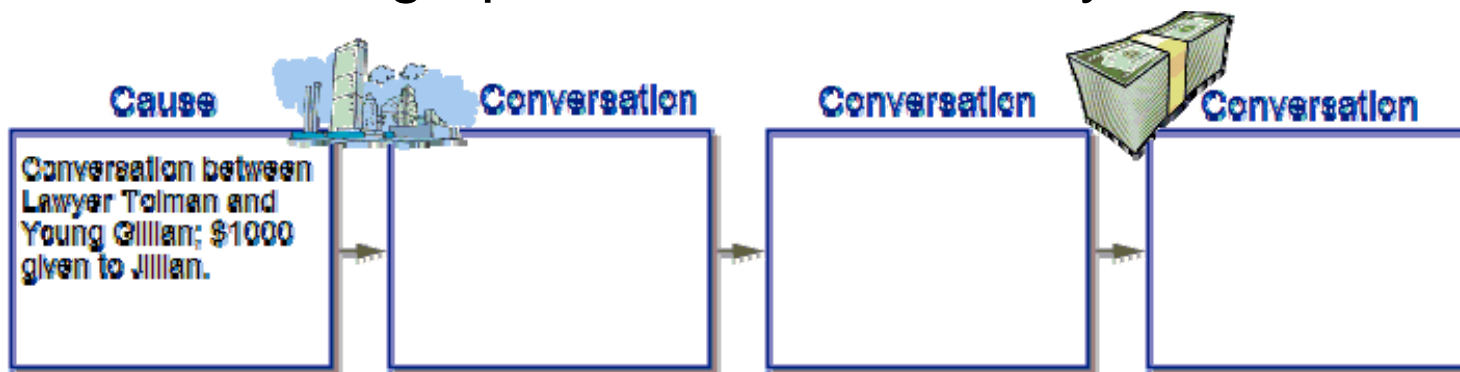 Cause
Conversation
Conversation
Conversation
Conversation between
Lawyer Tolman and
Young Gillian; $1000
given to Jillian.